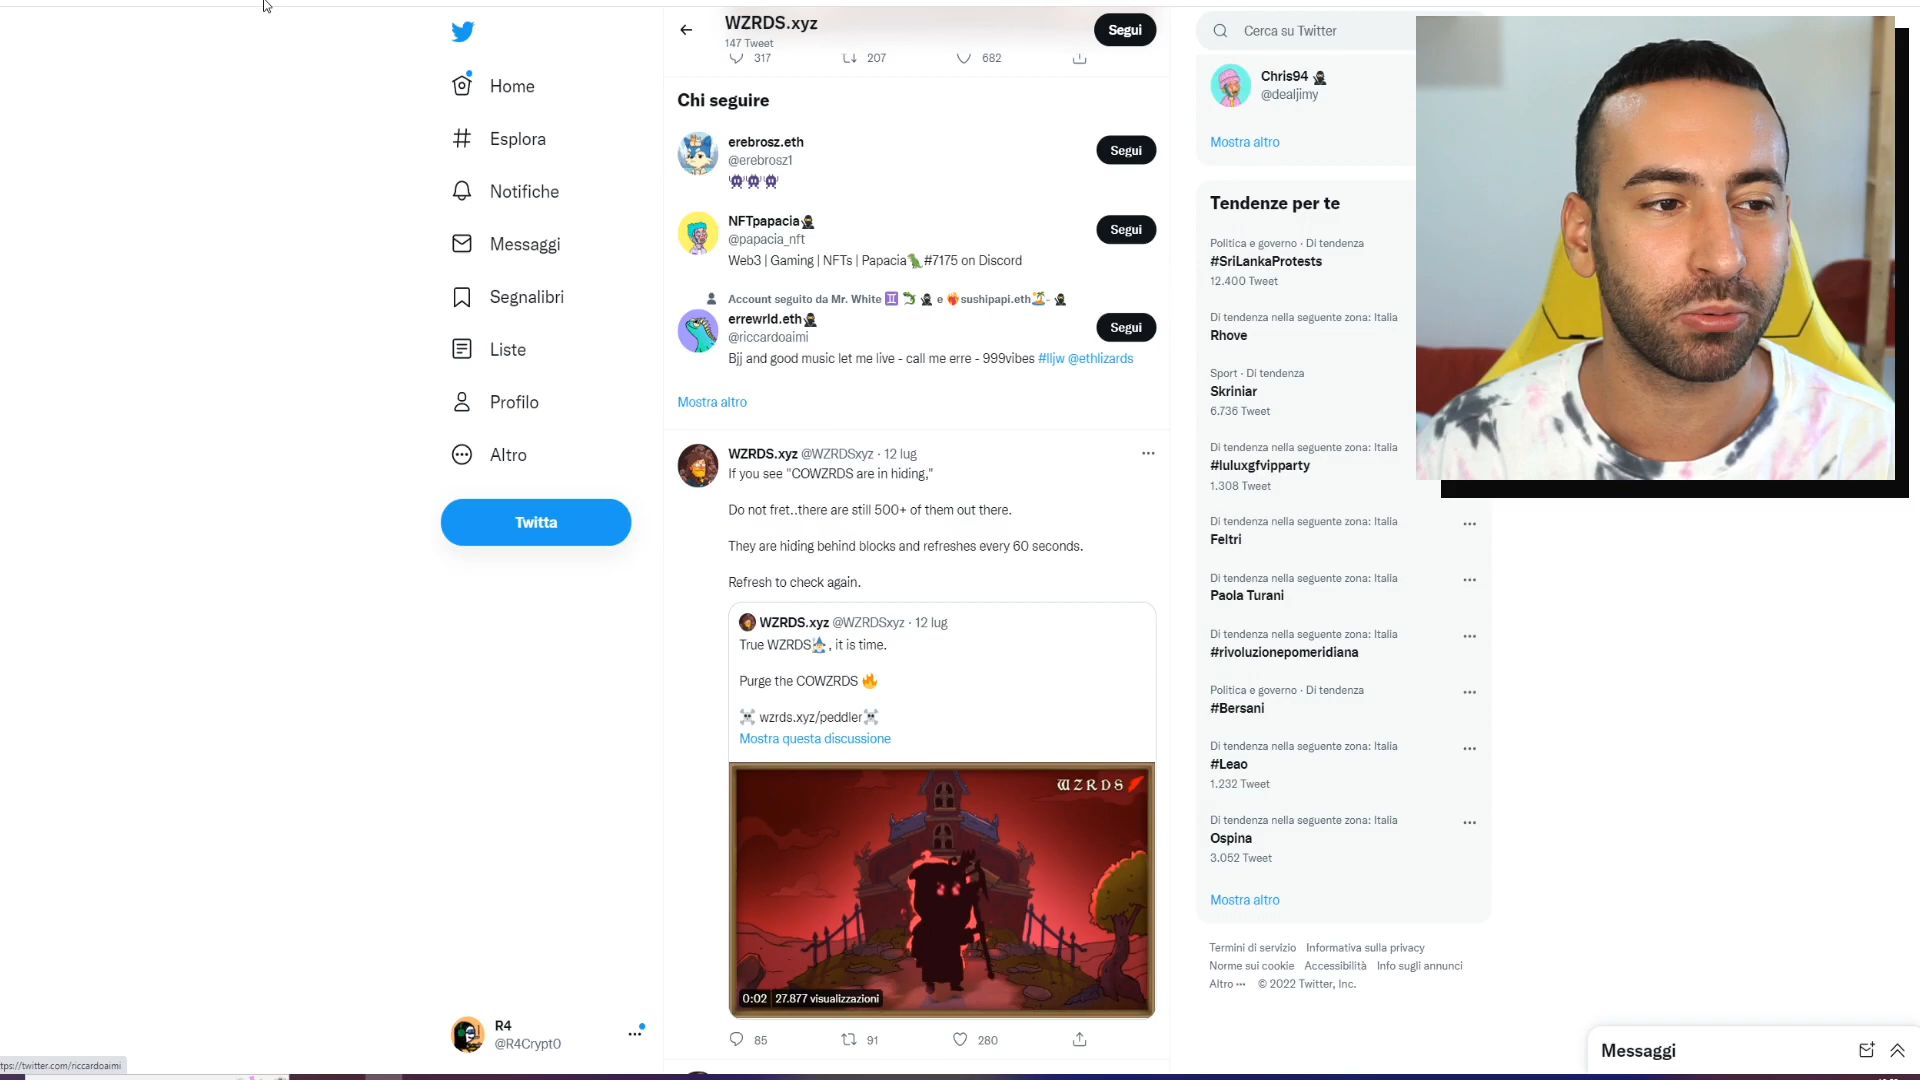 WZRDS.xyz
147 Tweet
Segui
317
207
682
Cerca su Twitter
Home
Esplora
Notifiche
Messaggi
Segnalibri
Liste
Profilo
Altro
Twitta
R4
@R4Crypt0
Chi seguire
erebrosz.eth
@erebrosz1
Segui
NFTpapacia
@papacia_nft
Web3 | Gaming | NFTs | Papacia🦖#7175 on Discord
Segui
Account seguito da Mr. White ♊ 🐉 🥷 e ❤️‍🔥sushipapi.eth🏝️- 🥷
errewrld.eth🥷
@riccardoaimi
Bjj and good music let me live - call me erre - 999vibes #lljw @ethlizards
Segui
Mostra altro
WZRDS.xyz @WZRDSxyz · 12 lug
If you see "COWZRDS are in hiding,"
Do not fret..there are still 500+ of them out there.
They are hiding behind blocks and refreshes every 60 seconds.
Refresh to check again.
WZRDS.xyz @WZRDSxyz · 12 lug
True WZRDS🧙, it is time.
Purge the COWZRDS 🔥
☠️ wzrds.xyz/peddler☠️
Mostra questa discussione
WZRDS
0:02 27.877 visualizzazioni
85
91
280
Chris94 🥷
@dealjimy
Mostra altro
Tendenze per te
Politica e governo · Di tendenza
#SriLankaProtests
12.400 Tweet
Di tendenza nella seguente zona: Italia
Rhove
Sport · Di tendenza
Skriniar
6.736 Tweet
Di tendenza nella seguente zona: Italia
#luluxgfvipparty
1.308 Tweet
Di tendenza nella seguente zona: Italia
Feltri
Di tendenza nella seguente zona: Italia
Paola Turani
Di tendenza nella seguente zona: Italia
#rivoluzionepomeridiana
Politica e governo · Di tendenza
#Bersani
Di tendenza nella seguente zona: Italia
#Leao
1.232 Tweet
Di tendenza nella seguente zona: Italia
Ospina
3.052 Tweet
Mostra altro
Termini di servizio Informativa sulla privacy
Norme sui cookie Accessibilità Info sugli annunci
Altro ··· © 2022 Twitter, Inc.
Messaggi
tps://twitter.com/riccardoaimi